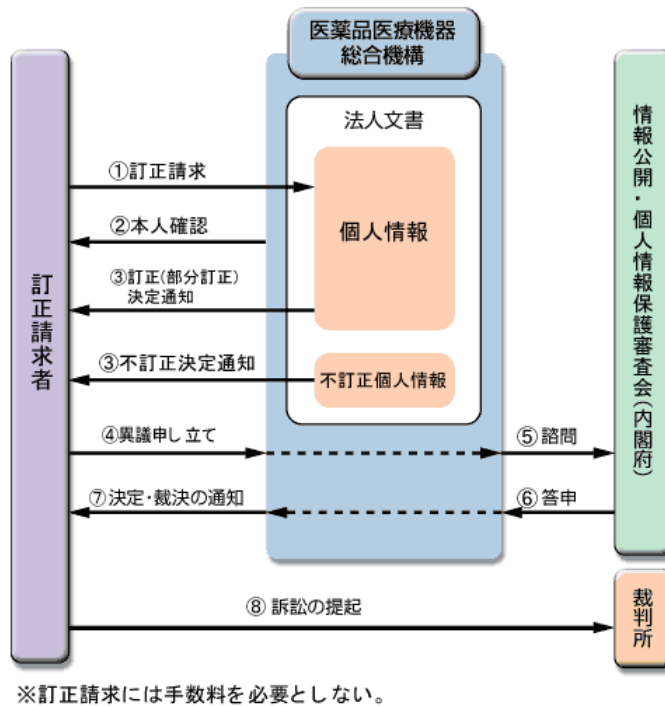 医薬品医療機器
総合機構
法人文書
①訂正請求
②本人確認
個人情報
③訂正(部分訂正)
決定通知
③不訂正決定通知
不訂正個人情報
④異議申し立て
⑤諮問
⑦決定・裁決の通知
⑥答申
⑧訴訟の提起
訂正請求者
情報公開・個人情報保護審査会(内閣府)
裁判所
※訂正請求には手数料を必要としない。